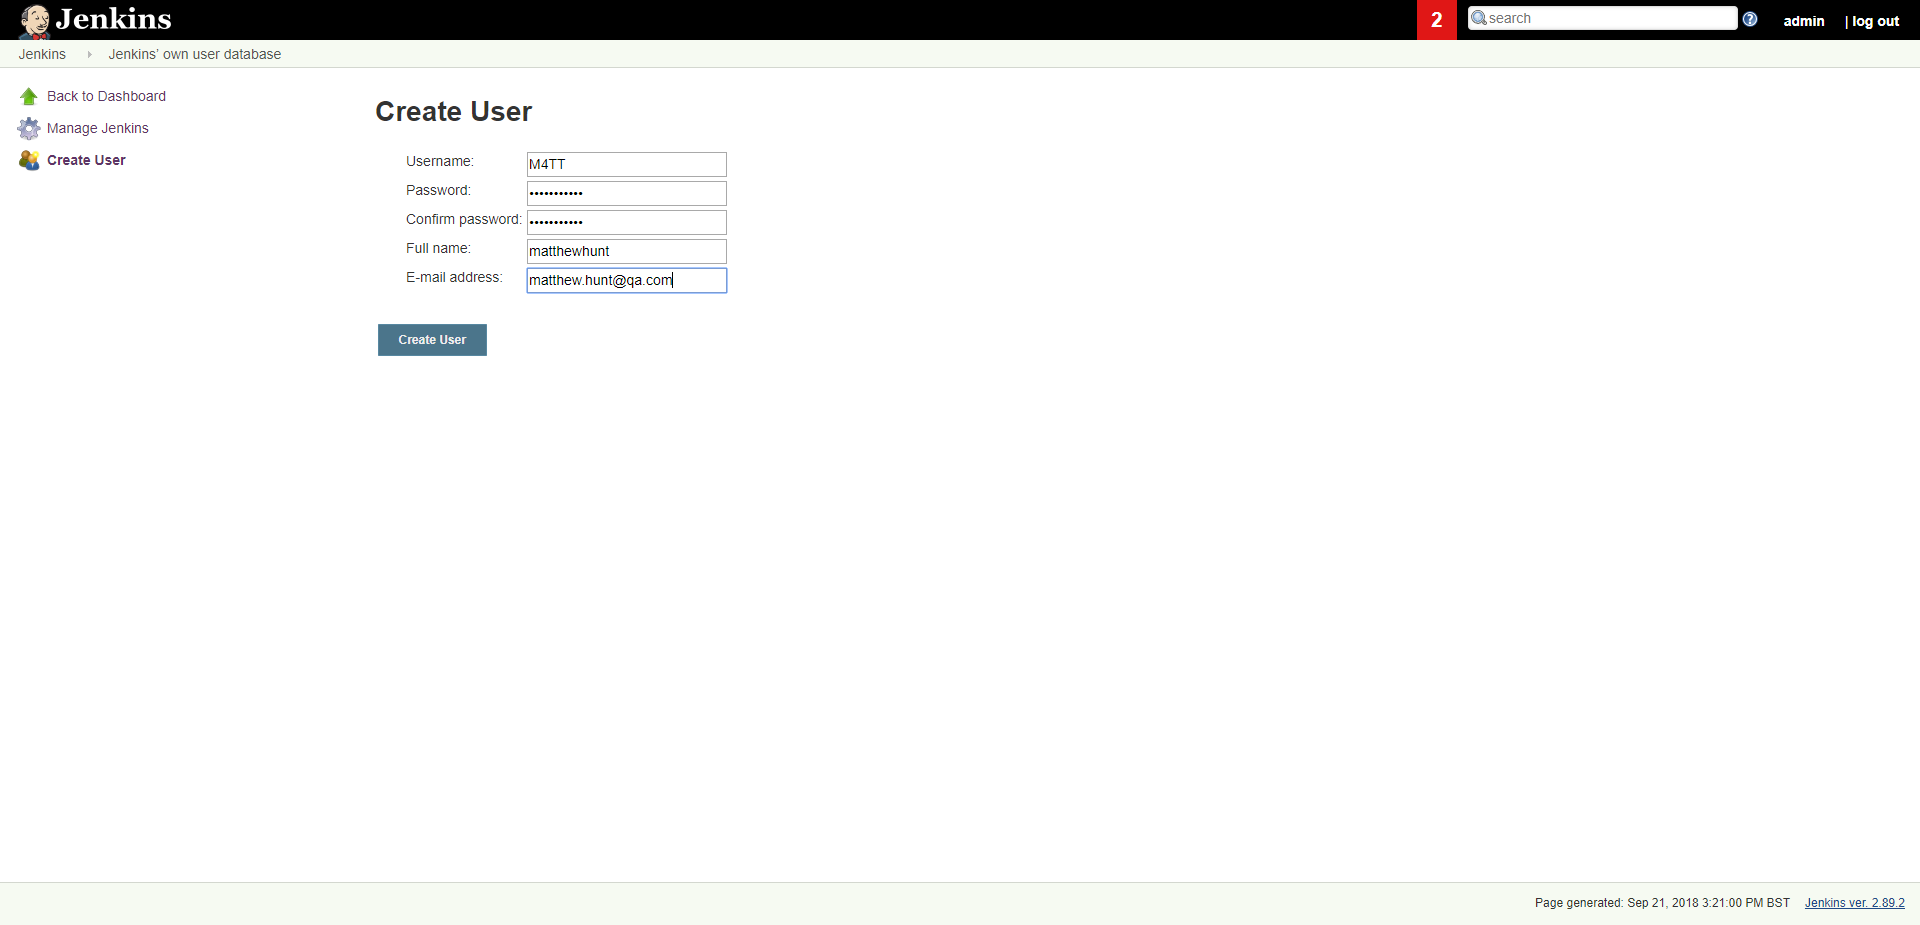 Jenkins
2
search
admin
| log out
Jenkins
Jenkins' own user database
Back to Dashboard
Manage Jenkins
Create User
Create User
Username:
M4TT
Password:
•••••••••••
Confirm password:
•••••••••••
Full name:
matthewhunt
E-mail address:
matthew.hunt@qa.com
Create User
Page generated: Sep 21, 2018 3:21:00 PM BST
Jenkins ver. 2.89.2